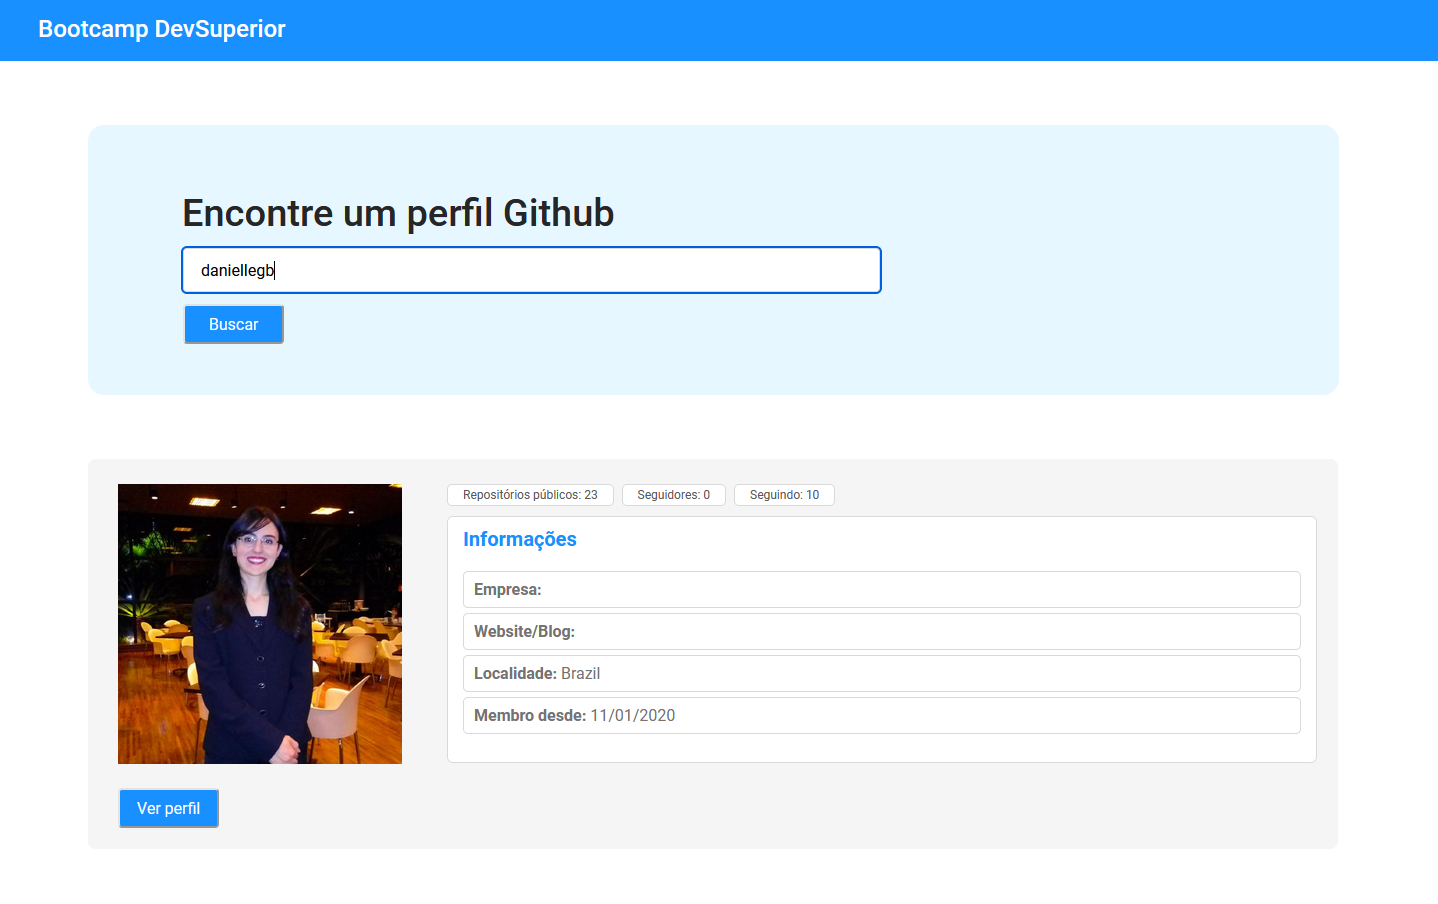 Bootcamp DevSuperior
Encontre um perfil Github
daniellegb
Buscar
Repositórios públicos: 23
Seguidores: 0
Seguindo: 10
Informações
Empresa:
Website/Blog:
Localidade: Brazil
Membro desde: 11/01/2020
Ver perfil